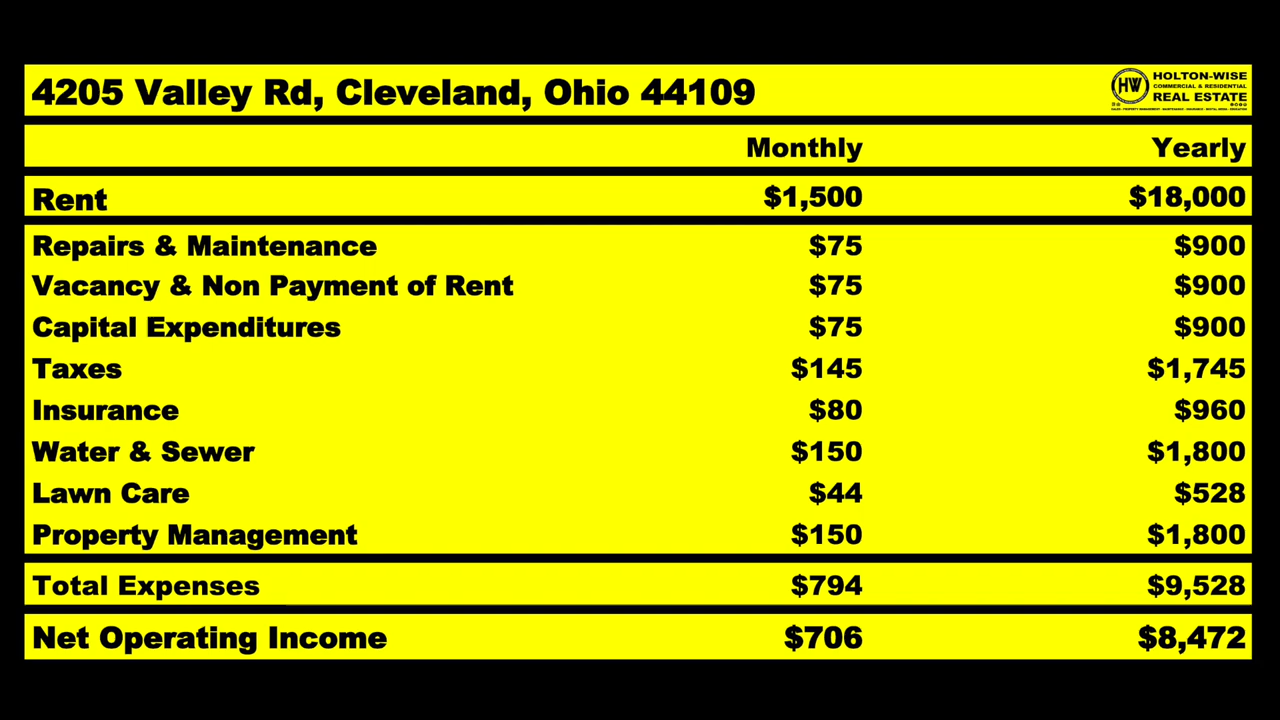 4205 Valley Rd, Cleveland, Ohio 44109
HW
HOLTON-WISE
COMMERCIAL & RESIDENTIAL
REAL ESTATE
Monthly Yearly
Rent $1,500 $18,000
Repairs & Maintenance $75 $900
Vacancy & Non Payment of Rent $75 $900
Capital Expenditures $75 $900
Taxes $145 $1,745
Insurance $80 $960
Water & Sewer $150 $1,800
Lawn Care $44 $528
Property Management $150 $1,800
Total Expenses $794 $9,528
Net Operating Income $706 $8,472